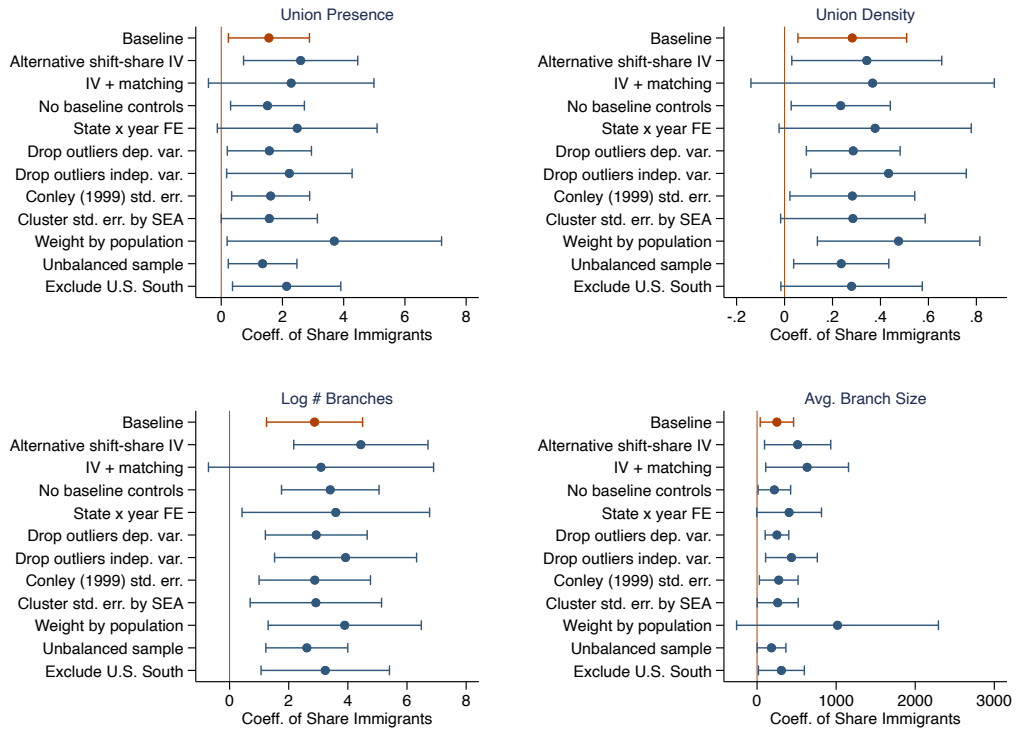 Union Presence
Baseline
Alternative shift-share IV
IV + matching
No baseline controls
State x year FE
Drop outliers dep. var.
Drop outliers indep. var.
Conley (1999) std. err.
Cluster std. err. by SEA
Weight by population
Unbalanced sample
Exclude U.S. South
0 2 4 6 8
Coeff. of Share Immigrants
Union Density
Baseline
Alternative shift-share IV
IV + matching
No baseline controls
State x year FE
Drop outliers dep. var.
Drop outliers indep. var.
Conley (1999) std. err.
Cluster std. err. by SEA
Weight by population
Unbalanced sample
Exclude U.S. South
-.2 0 .2 .4 .6 .8
Coeff. of Share Immigrants
Log # Branches
Baseline
Alternative shift-share IV
IV + matching
No baseline controls
State x year FE
Drop outliers dep. var.
Drop outliers indep. var.
Conley (1999) std. err.
Cluster std. err. by SEA
Weight by population
Unbalanced sample
Exclude U.S. South
0 2 4 6 8
Coeff. of Share Immigrants
Avg. Branch Size
Baseline
Alternative shift-share IV
IV + matching
No baseline controls
State x year FE
Drop outliers dep. var.
Drop outliers indep. var.
Conley (1999) std. err.
Cluster std. err. by SEA
Weight by population
Unbalanced sample
Exclude U.S. South
0 1000 2000 3000
Coeff. of Share Immigrants